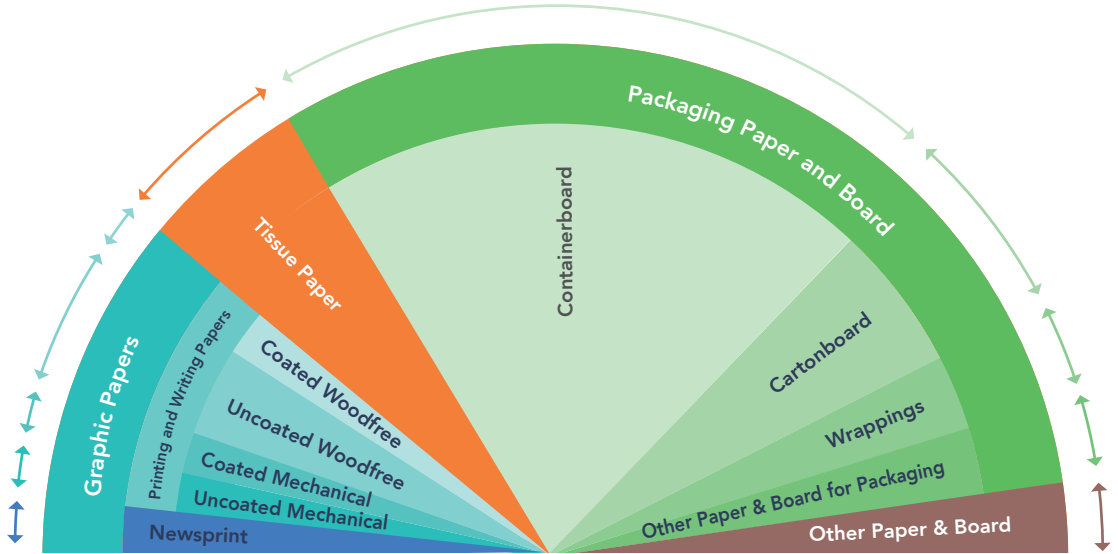 Packaging Paper and Board
Containerboard
Tissue Paper
Cartonboard
Printing and Writing Papers
Graphic Papers
Coated Woodfree
Uncoated Woodfree
Wrappings
Coated Mechanical
Other Paper & Board for Packaging
Uncoated Mechanical
Newsprint
Other Paper & Board